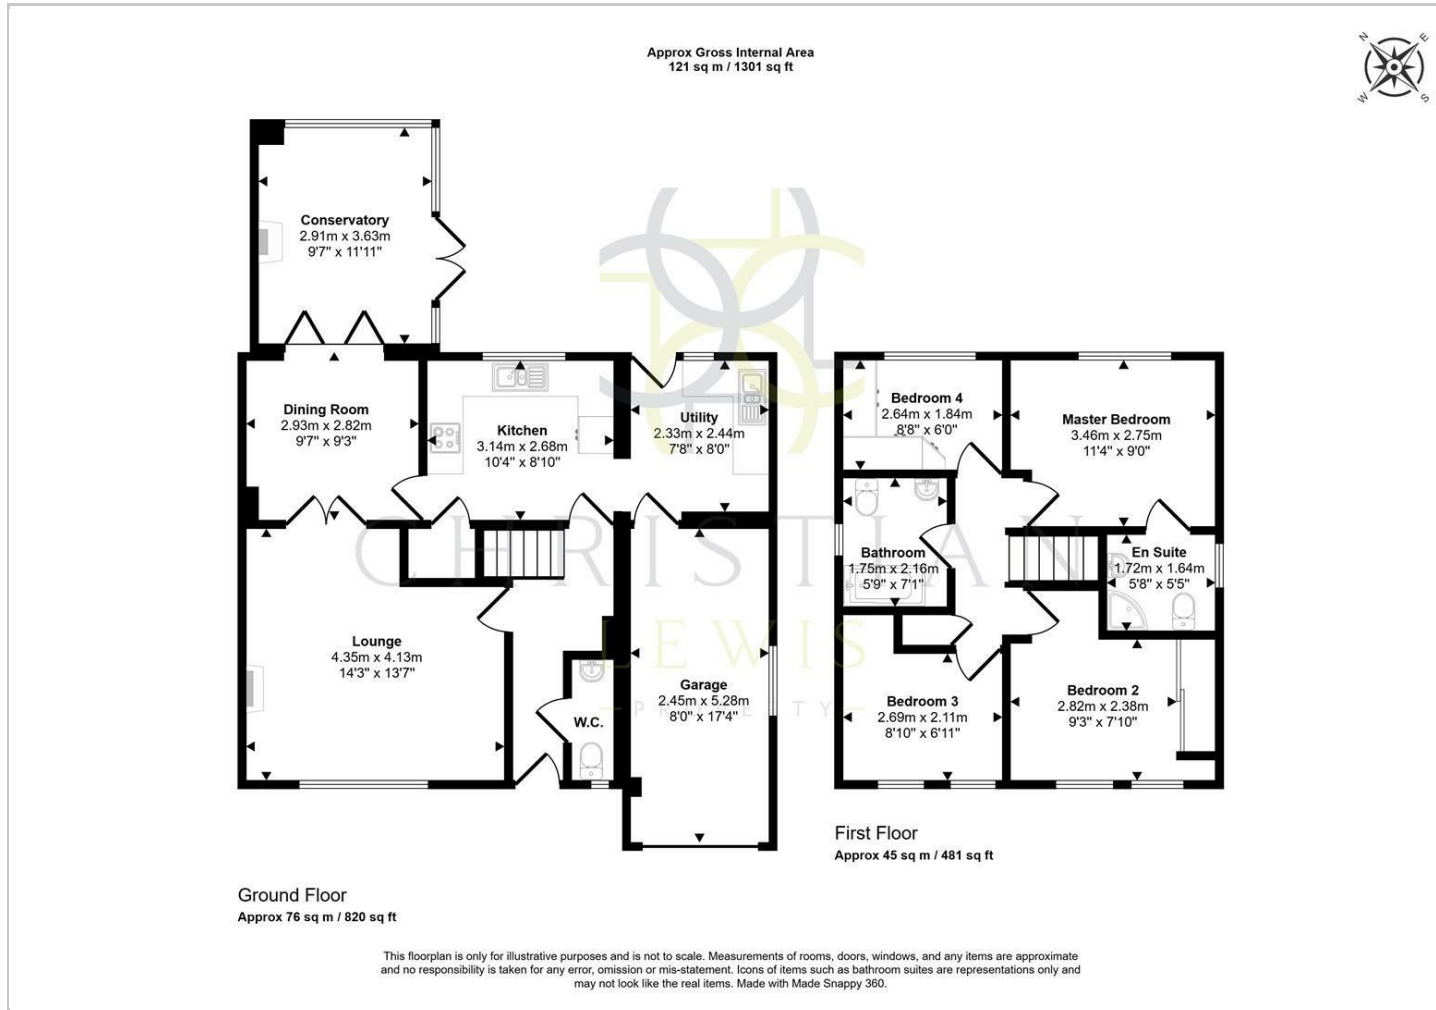 Approx Gross Internal Area
121 sq m / 1301 sq ft
N
E
W
S
Conservatory
2.91m x 3.63m
9'7" x 11'11"
Dining Room
2.93m x 2.82m
9'7" x 9'3"
Kitchen
3.14m x 2.68m
10'4" x 8'10"
Utility
2.33m x 2.44m
7'8" x 8'0"
Lounge
4.35m x 4.13m
14'3" x 13'7"
W.C.
Garage
2.45m x 5.28m
8'0" x 17'4"
Ground Floor
Approx 76 sq m / 820 sq ft
Bedroom 4
2.64m x 1.84m
8'8" x 6'0"
Master Bedroom
3.46m x 2.75m
11'4" x 9'0"
Bathroom
1.75m x 2.16m
5'9" x 7'1"
En Suite
1.72m x 1.64m
5'8" x 5'5"
Bedroom 3
2.69m x 2.11m
8'10" x 6'11"
Bedroom 2
2.82m x 2.38m
9'3" x 7'10"
First Floor
Approx 45 sq m / 481 sq ft
CHRISTIAN
LEWIS
PROPERTY
This floorplan is only for illustrative purposes and is not to scale. Measurements of rooms, doors, windows, and any items are approximate
and no responsibility is taken for any error, omission or mis-statement. Icons of items such as bathroom suites are representations only and
may not look like the real items. Made with Made Snappy 360.